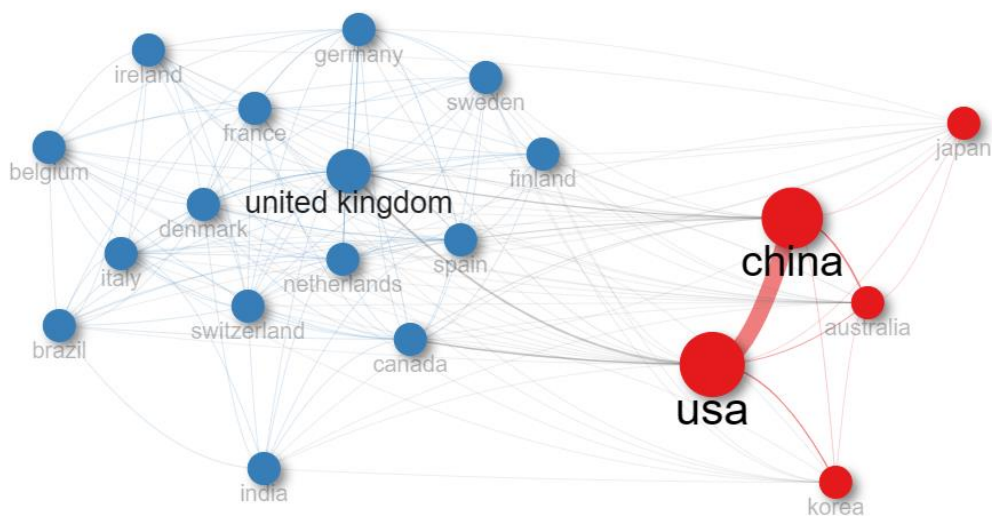 germany
ireland
sweden
france
japan
belgium
finland
united kingdom
denmark
china
spain
italy
netherlands
australia
switzerland
brazil
canada
usa
india
korea